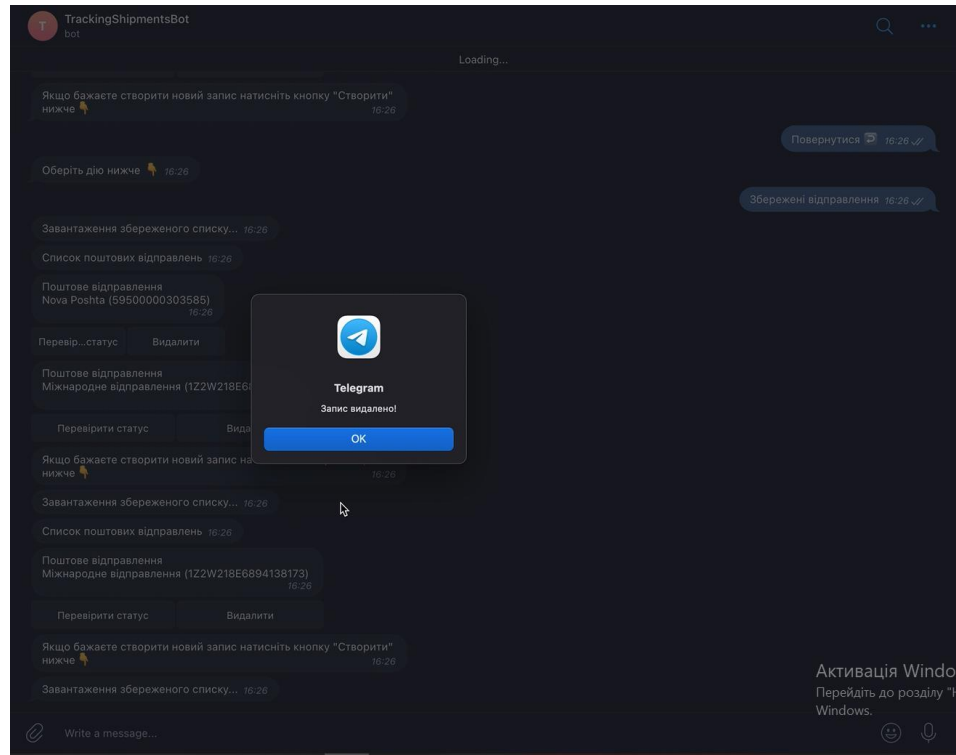 T
TrackingShipmentsBot
bot
Loading...
Якщо бажаєте створити новий запис натисніть кнопку "Створити"
нижче 👇 16:26
Повернутися 16:26
Оберіть дію нижче 👇 16:26
Збережені відправлення 16:26
Завантаження збереженого списку... 16:26
Список поштових відправлень 16:26
Поштове відправлення
Nova Poshta (59500000303585)
16:26
Перевір...статус Видалити
Поштове відправлення
Міжнародне відправлення (1Z2W218E6
Перевірити статус Вида
Telegram
Запис видалено!
OK
Якщо бажаєте створити новий запис на
нижче 👇 16:26
Завантаження збереженого списку... 16:26
Список поштових відправлень 16:26
Поштове відправлення
Міжнародне відправлення (1Z2W218E6894138173)
16:26
Перевірити статус Видалити
Якщо бажаєте створити новий запис натисніть кнопку "Створити"
нижче 👇 16:26
Завантаження збереженого списку... 16:26
Активація Windo
Перейдіть до розділу "Н
Windows.
Write a message...